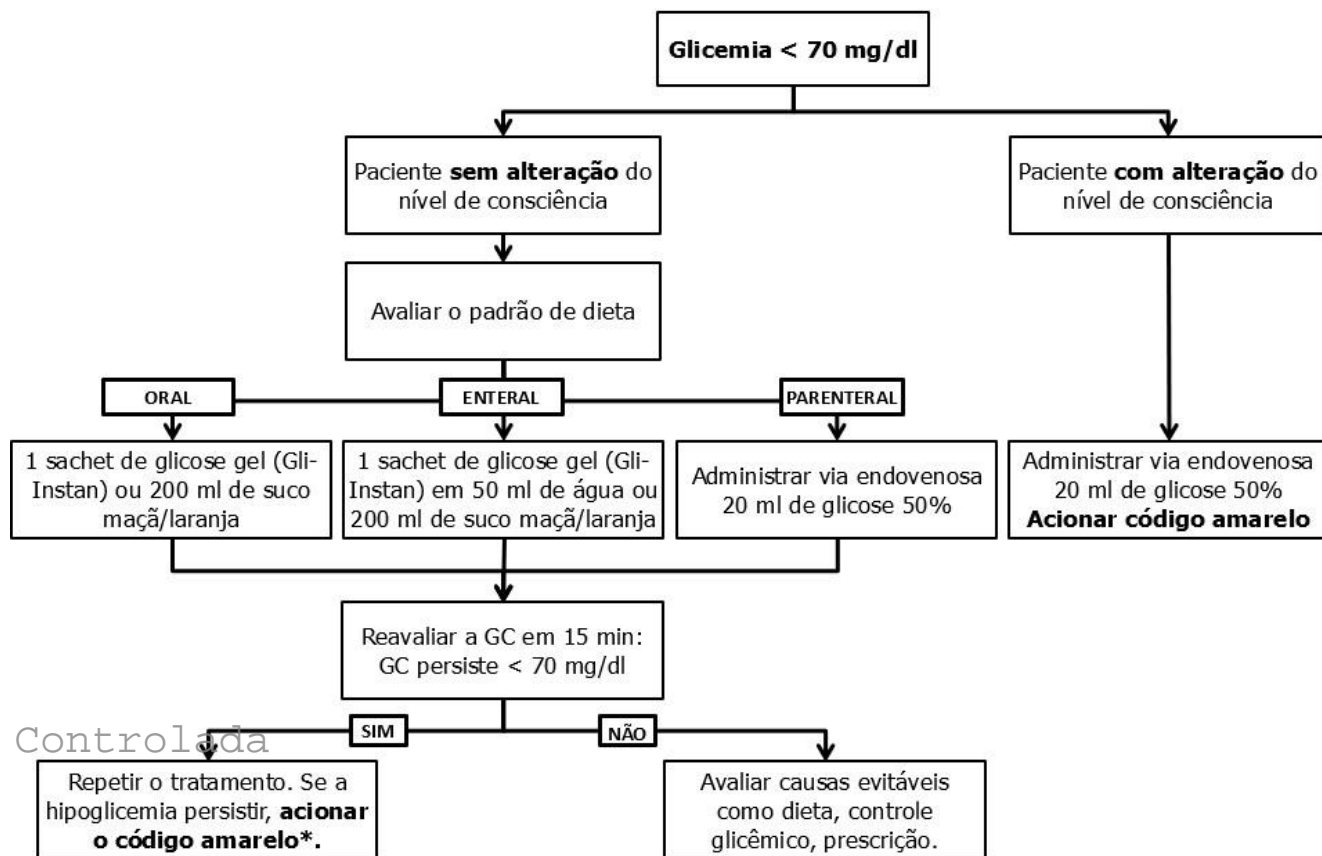 Glicemia < 70 mg/dl
Paciente sem alteração do
nível de consciência
Paciente com alteração do
nível de consciência
Avaliar o padrão de dieta
ORAL
ENTERAL
PARENTERAL
1 sachet de glicose gel (Gli-
Instan) ou 200 ml de suco
maçã/laranja
1 sachet de glicose gel (Gli-
Instan) em 50 ml de água ou
200 ml de suco maçã/laranja
Administrar via endovenosa
20 ml de glicose 50%
Administrar via endovenosa
20 ml de glicose 50%
Acionar código amarelo
Reavaliar a GC em 15 min:
GC persiste < 70 mg/dl
SIM
NÃO
Controlada
Repetir o tratamento. Se a
hipoglicemia persistir, acionar
o código amarelo*.
Avaliar causas evitáveis
como dieta, controle
glicêmico, prescrição.